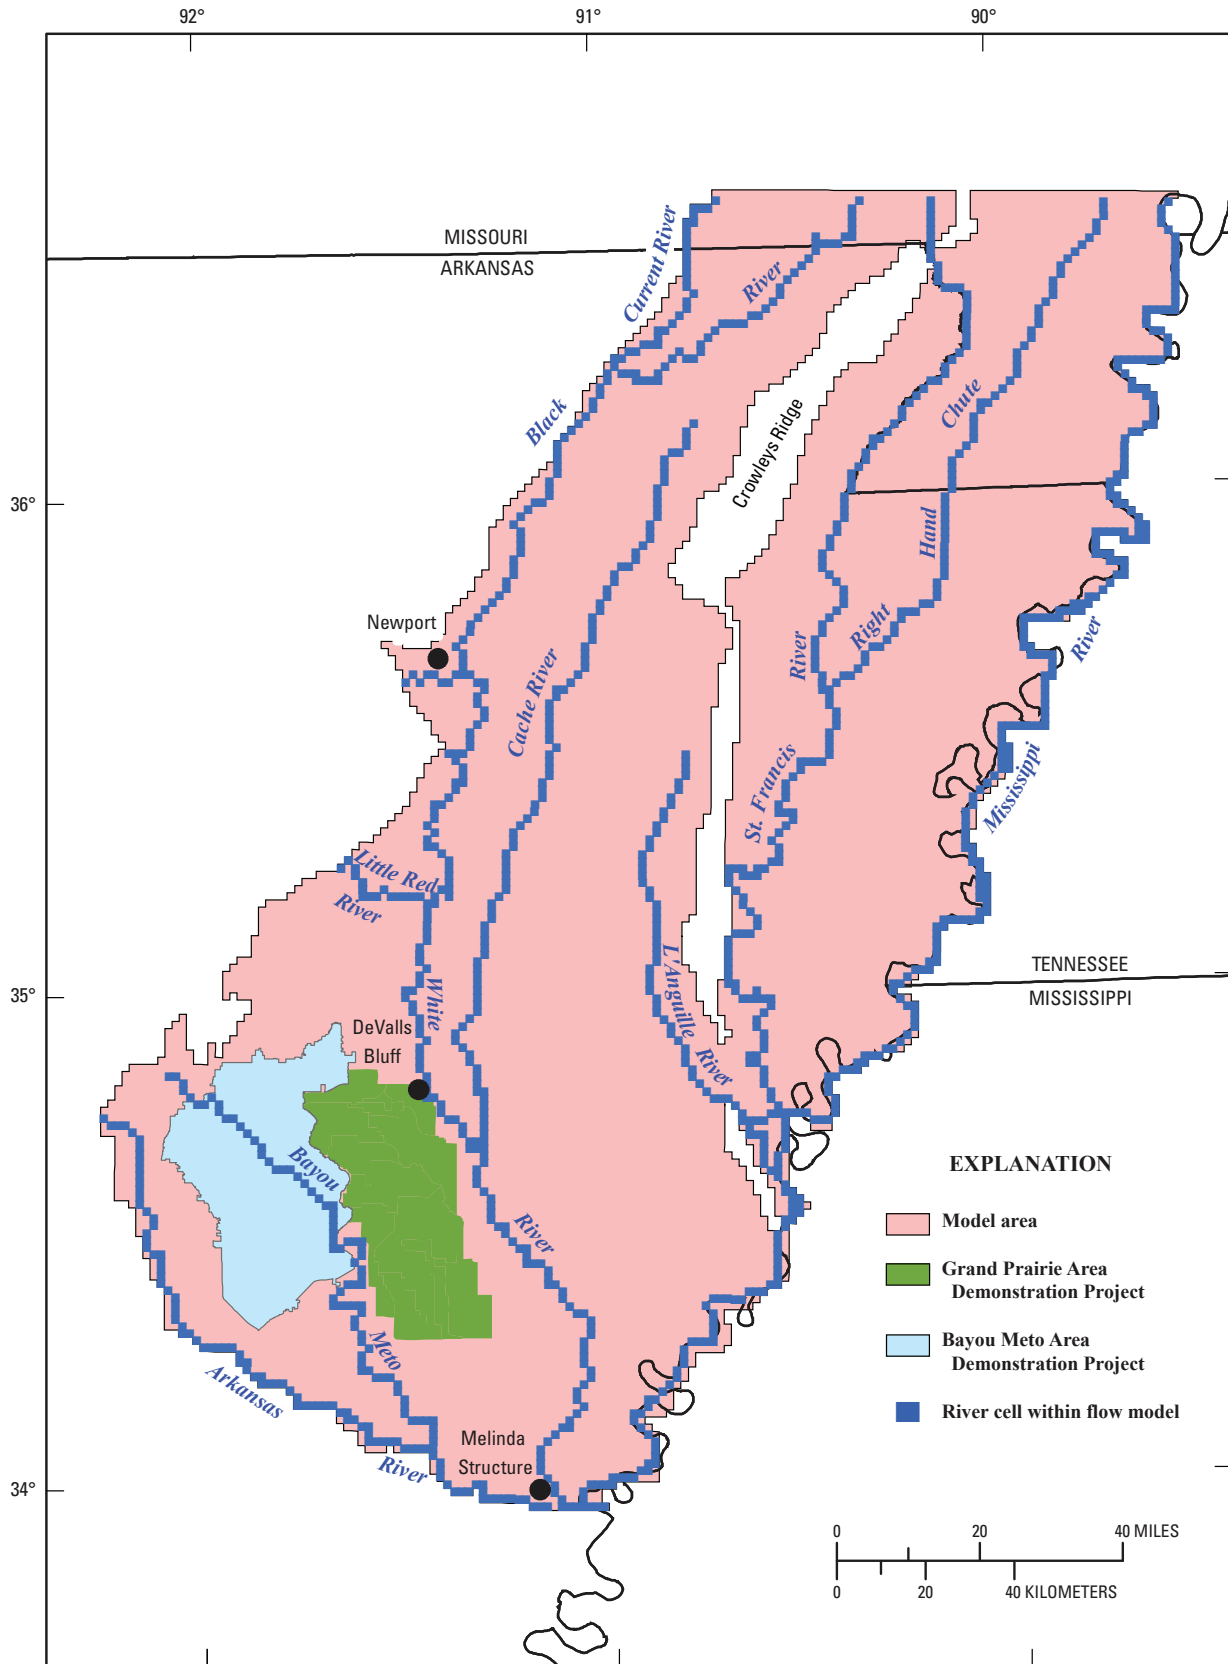 92°
91°
90°
MISSOURI
ARKANSAS
Current River
River
Black
Chute
Crowleys Ridge
36°
Hand
Newport
Right
River
River
Cache River
St. Francis
Mississippi
Little Red
River
35°
White
L'Anguille River
TENNESSEE
MISSISSIPPI
DeValls
Bluff
Bayou
River
Meto
Arkansas
River
Melinda
Structure
34°
EXPLANATION
Model area
Grand Prairie Area
Demonstration Project
Bayou Meto Area
Demonstration Project
River cell within flow model
0 20 40 MILES
0 20 40 KILOMETERS